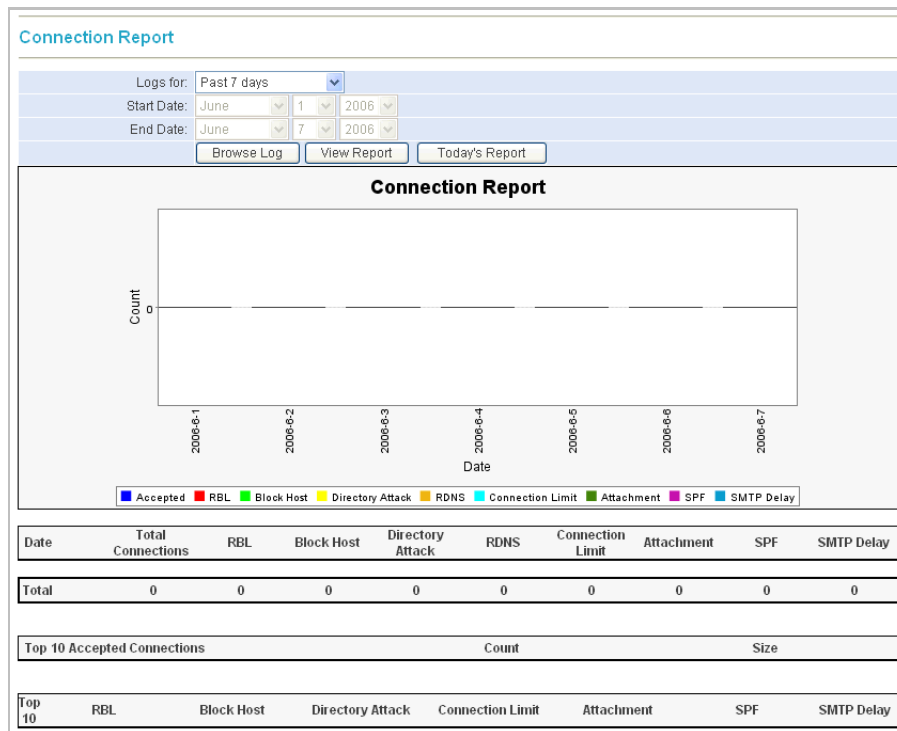 Connection Report
Logs for: Past 7 days
Start Date: June 1 2006
End Date: June 7 2006
Browse Log View Report Today's Report
Connection Report
Count
0
2006-6-1 2006-6-2 2006-6-3 2006-6-4 2006-6-5 2006-6-6 2006-6-7
Date
Accepted RBL Block Host Directory Attack RDNS Connection Limit Attachment SPF SMTP Delay
Date Total Connections RBL Block Host Directory Attack RDNS Connection Limit Attachment SPF SMTP Delay
Total 0 0 0 0 0 0 0 0 0
Top 10 Accepted Connections Count Size
Top 10 RBL Block Host Directory Attack Connection Limit Attachment SPF SMTP Delay